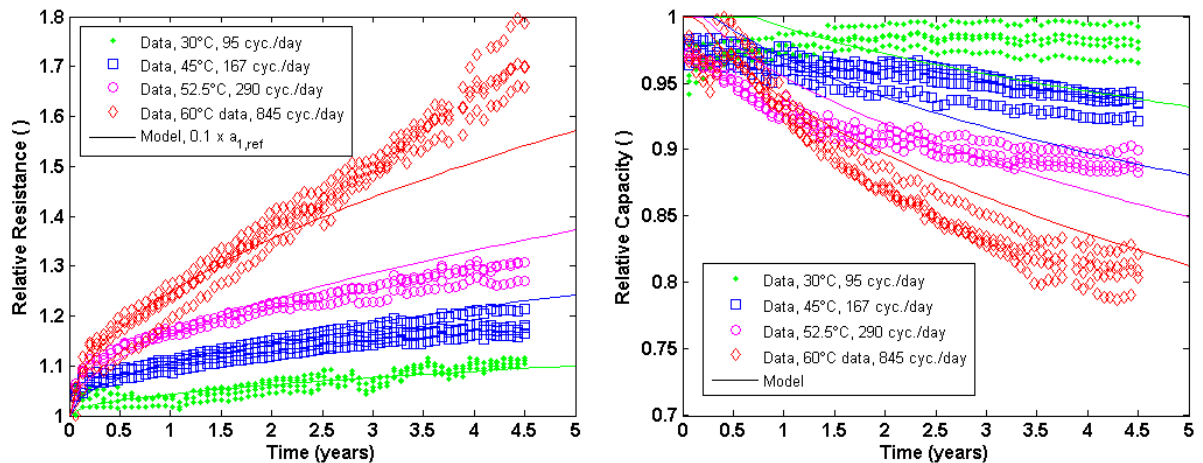 1.8
1.7
1.6
1.5
1.4
1.3
1.2
1.1
1
Relative Resistance ( )
Data, 30°C, 95 cyc./day
Data, 45°C, 167 cyc./day
Data, 52.5°C, 290 cyc./day
Data, 60°C data, 845 cyc./day
Model, 0.1 x a1,ref
0 0.5 1 1.5 2 2.5 3 3.5 4 4.5 5
Time (years)
1
0.95
0.9
0.85
0.8
0.75
0.7
Relative Capacity ( )
Data, 30°C, 95 cyc./day
Data, 45°C, 167 cyc./day
Data, 52.5°C, 290 cyc./day
Data, 60°C data, 845 cyc./day
Model
0 0.5 1 1.5 2 2.5 3 3.5 4 4.5 5
Time (years)